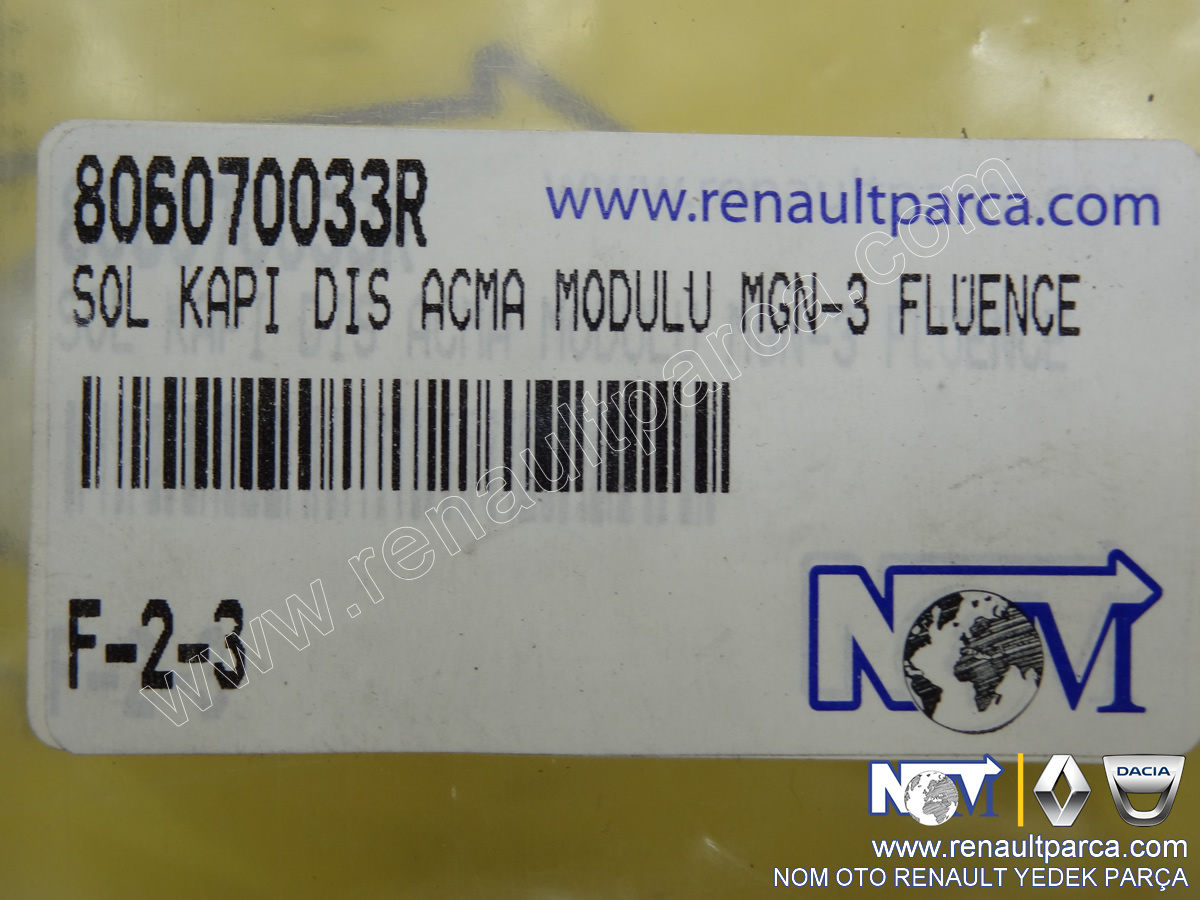 806070033R
www.renaultparca.com
SOL KAPI DIS ACMA MODULU MGN-3 FLUENCE
www.renaultparca.com
F-2-3
NOM
NOM
DACIA
www.renaultparca.com
NOM OTO RENAULT YEDEK PARÇA